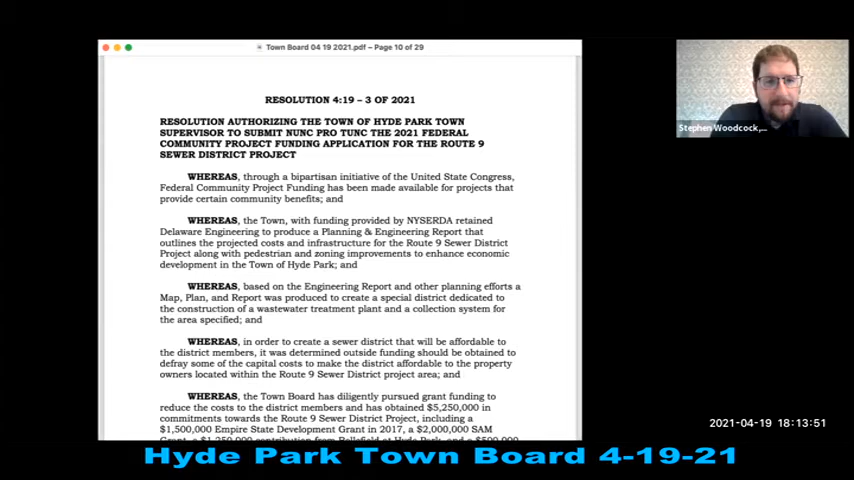 Town Board 04 19 2021.pdf – Page 10 of 29
RESOLUTION 4:19 – 3 OF 2021
RESOLUTION AUTHORIZING THE TOWN OF HYDE PARK TOWN
SUPERVISOR TO SUBMIT NUNC PRO TUNC THE 2021 FEDERAL
COMMUNITY PROJECT FUNDING APPLICATION FOR THE ROUTE 9
SEWER DISTRICT PROJECT
WHEREAS, through a bipartisan initiative of the United State Congress,
Federal Community Project Funding has been made available for projects that
provide certain community benefits; and
WHEREAS, the Town, with funding provided by NYSERDA retained
Delaware Engineering to produce a Planning & Engineering Report that
outlines the projected costs and infrastructure for the Route 9 Sewer District
Project along with pedestrian and zoning improvements to enhance economic
development in the Town of Hyde Park; and
WHEREAS, based on the Engineering Report and other planning efforts a
Map, Plan, and Report was produced to create a special district dedicated to
the construction of a wastewater treatment plant and a collection system for
the area specified; and
WHEREAS, in order to create a sewer district that will be affordable to
the district members, it was determined outside funding should be obtained to
defray some of the capital costs to make the district affordable to the property
owners located within the Route 9 Sewer District project area; and
WHEREAS, the Town Board has diligently pursued grant funding to
reduce the costs to the district members and has obtained $5,250,000 in
commitments towards the Route 9 Sewer District Project, including a
$1,500,000 Empire State Development Grant in 2017, a $2,000,000 SAM
Grant, a $1,250,000 contribution from Bellefield at Hyde Park, and a $500,000
Stephen Woodcock,...
2021-04-19 18:13:51
Hyde Park Town Board 4-19-21